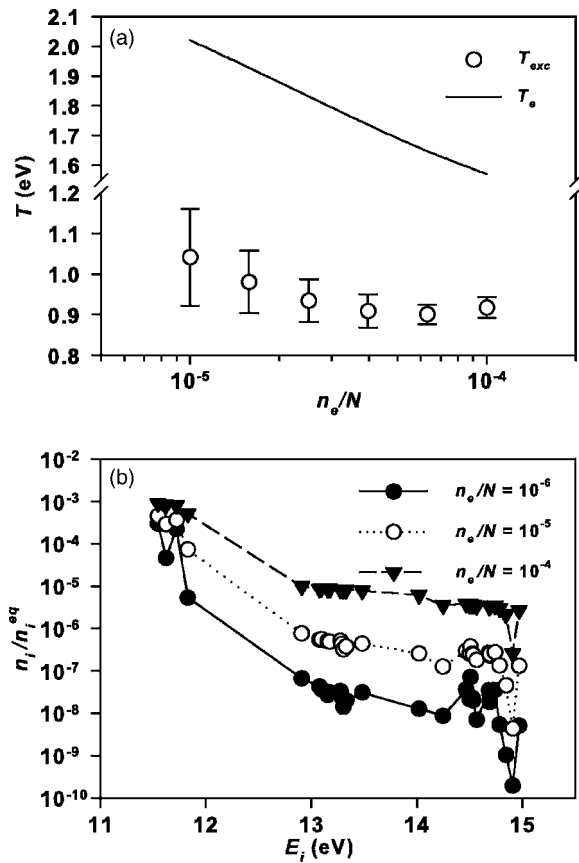 (a)
2.1
2.0
1.9
1.8
1.7
1.6
1.2
1.1
1.0
0.9
0.8
T (eV)
T_exc
T_e
10^-5
10^-4
n_e/N
(b)
10^-2
10^-3
10^-4
10^-5
10^-6
10^-7
10^-8
10^-9
10^-10
n_i/n_i^eq
n_e/N = 10^-6
n_e/N = 10^-5
n_e/N = 10^-4
11
12
13
14
15
E_i (eV)